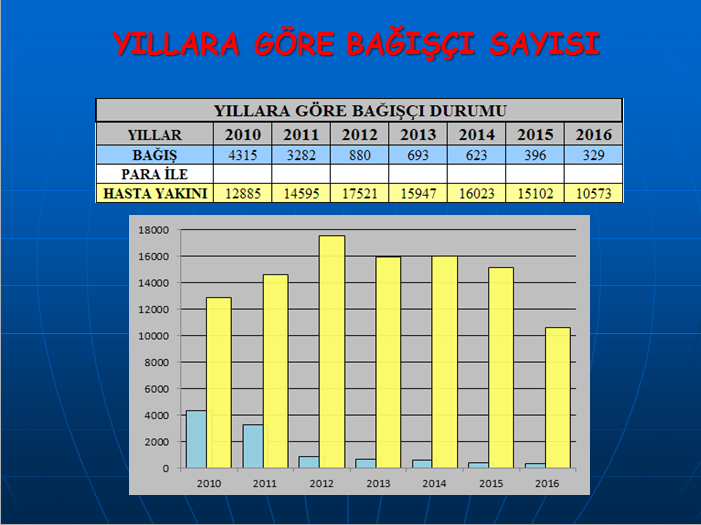 YILLARA GÖRE BAĞIŞÇI SAYISI
YILLARA GÖRE BAĞIŞÇI DURUMU
YILLAR 2010 2011 2012 2013 2014 2015 2016
BAĞIŞ 4315 3282 880 693 623 396 329
PARA İLE
HASTA YAKINI 12885 14595 17521 15947 16023 15102 10573
18000
16000
14000
12000
10000
8000
6000
4000
2000
0
2010 2011 2012 2013 2014 2015 2016